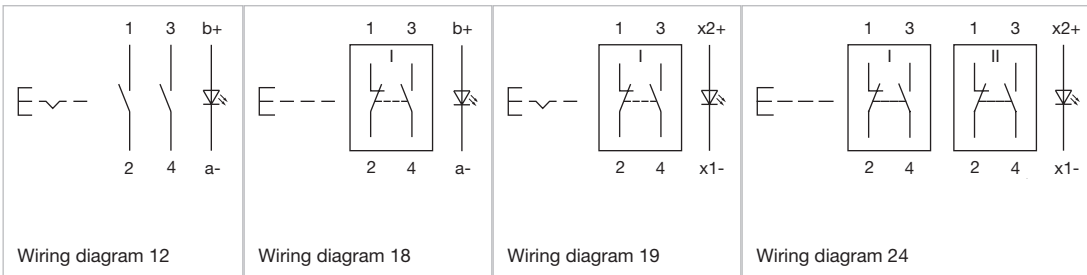 1 3 b+
2 4 a-
Wiring diagram 12
1 3 b+
I
2 4 a-
Wiring diagram 18
1 3 x2+
I
2 4 x1-
Wiring diagram 19
1 3 1 3 x2+
I II
2 4 2 4 x1-
Wiring diagram 24